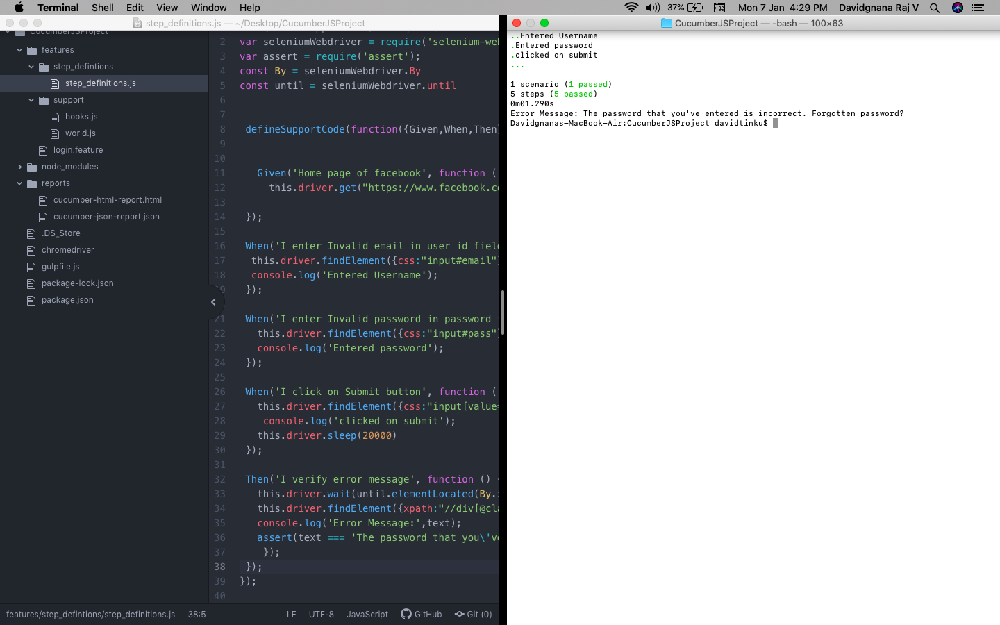 Terminal Shell Edit View Window Help 37% Mon 7 Jan 4:29 PM Davidgnana Raj V
step_definitions.js — ~/Desktop/CucumberJSProject
CucumberJSProject
features
step_defintions
step_definitions.js
support
hooks.js
world.js
login.feature
node_modules
reports
cucumber-html-report.html
cucumber-json-report.json
.DS_Store
chromedriver
gulpfile.js
package-lock.json
package.json
2 var seleniumWebdriver = require('selenium-we
3 var assert = require('assert');
4 const By = seleniumWebdriver.By
5 const until = seleniumWebdriver.until
6
7
8 defineSupportCode(function({Given,When,Then
9
10
11 Given('Home page of facebook', function (
12 this.driver.get("https://www.facebook.co
13
14 });
15
16 When('I enter Invalid email in user id fiel
17 this.driver.findElement({css:"input#email"
18 console.log('Entered Username');
19 });
21 When('I enter Invalid password in password
22 this.driver.findElement({css:"input#pass"
23 console.log('Entered password');
24 });
25
26 When('I click on Submit button', function (
27 this.driver.findElement({css:"input[value=
28 console.log('clicked on submit');
29 this.driver.sleep(20000)
30 });
31
32 Then('I verify error message', function ()
33 this.driver.wait(until.elementLocated(By.
34 this.driver.findElement({xpath:"//div[@cla
35 console.log('Error Message:',text);
36 assert(text === 'The password that you\'v
37 });
38 });
39 });
40
features/step_defintions/step_definitions.js 38:5 LF UTF-8 JavaScript GitHub Git (0)
CucumberJSProject — -bash — 100×63
..Entered Username
.Entered password
.clicked on submit
...
1 scenario (1 passed)
5 steps (5 passed)
0m01.290s
Error Message: The password that you've entered is incorrect. Forgotten password?
Davidgnanas-MacBook-Air:CucumberJSProject davidtinku$